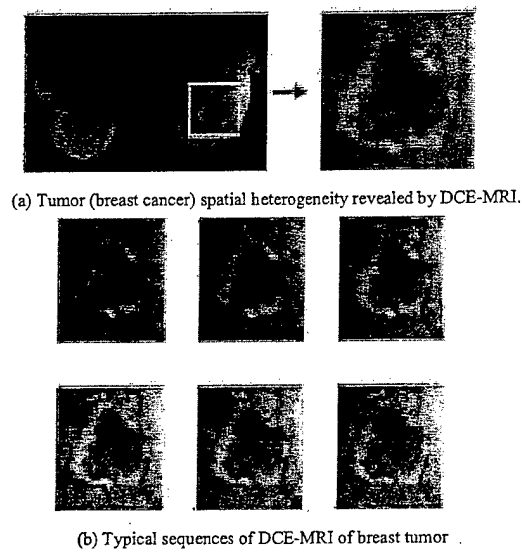 (a) Tumor (breast cancer) spatial heterogeneity revealed by DCE-MRI.
(b) Typical sequences of DCE-MRI of breast tumor